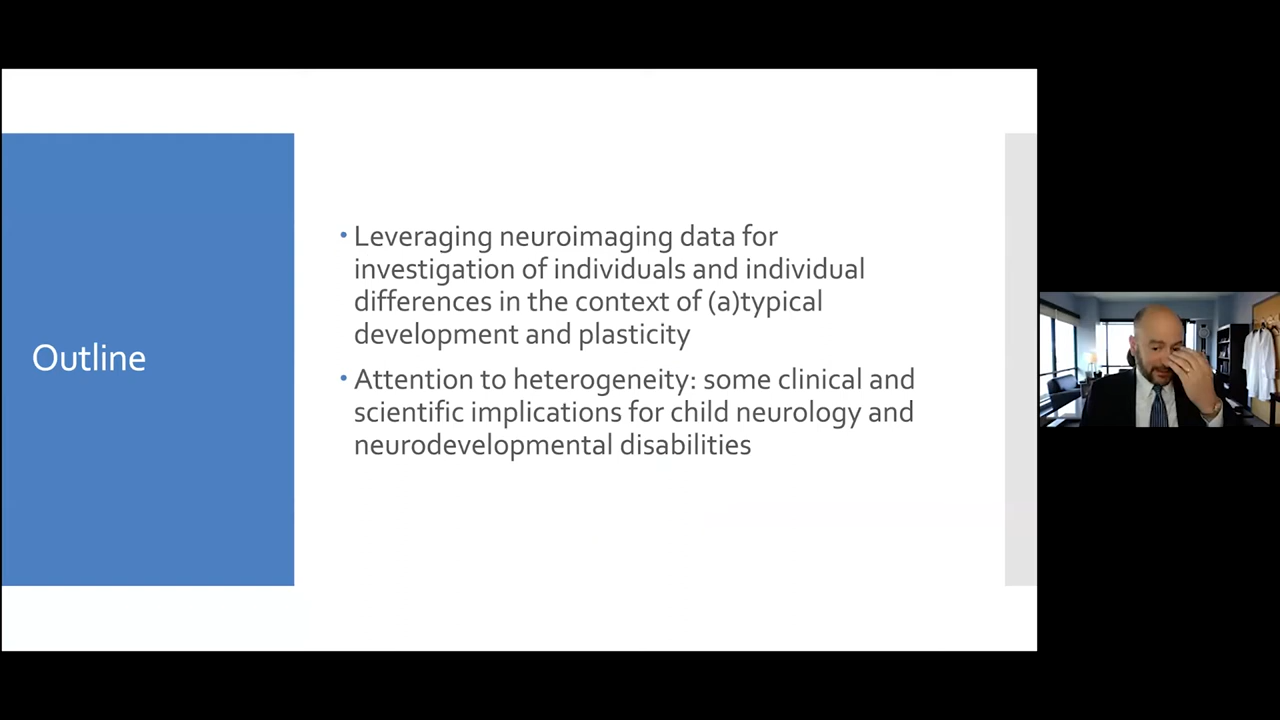 Outline
• Leveraging neuroimaging data for
investigation of individuals and individual
differences in the context of (a)typical
development and plasticity
• Attention to heterogeneity: some clinical and
scientific implications for child neurology and
neurodevelopmental disabilities